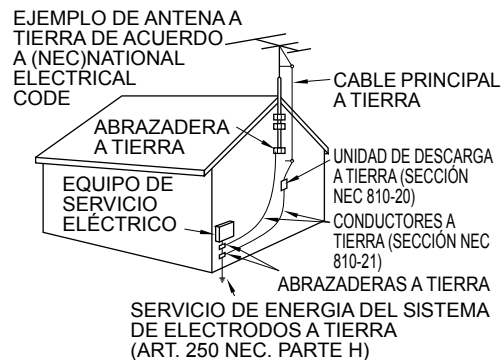 EJEMPLO DE ANTENA A
TIERRA DE ACUERDO
A (NEC)NATIONAL
ELECTRICAL
CODE
CABLE PRINCIPAL
A TIERRA
ABRAZADERA
A TIERRA
UNIDAD DE DESCARGA
A TIERRA (SECCIÓN
NEC 810-20)
EQUIPO DE
SERVICIO
ELÉCTRICO
CONDUCTORES A
TIERRA (SECCIÓN NEC
810-21)
ABRAZADERAS A TIERRA
SERVICIO DE ENERGIA DEL SISTEMA
DE ELECTRODOS A TIERRA
(ART. 250 NEC. PARTE H)